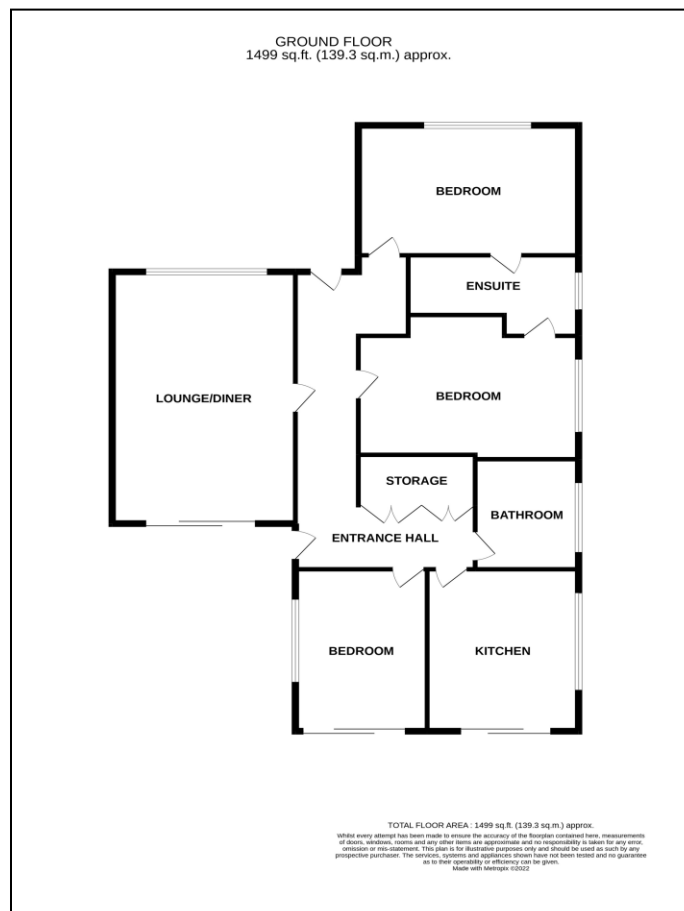 GROUND FLOOR
1499 sq.ft. (139.3 sq.m.) approx.
BEDROOM
ENSUITE
LOUNGE/DINER
BEDROOM
STORAGE
BATHROOM
ENTRANCE HALL
BEDROOM
KITCHEN
TOTAL FLOOR AREA : 1499 sq.ft. (139.3 sq.m.) approx.
Whilst every attempt has been made to ensure the accuracy of the floorplan contained here, measurements
of doors, windows, rooms and any other items are approximate and no responsibility is taken for any error,
omission or mis-statement. This plan is for illustrative purposes only and should be used as such by any
prospective purchaser. The services, systems and appliances shown have not been tested and no guarantee
as to their operability or efficiency can be given.
Made with Metropix ©2022